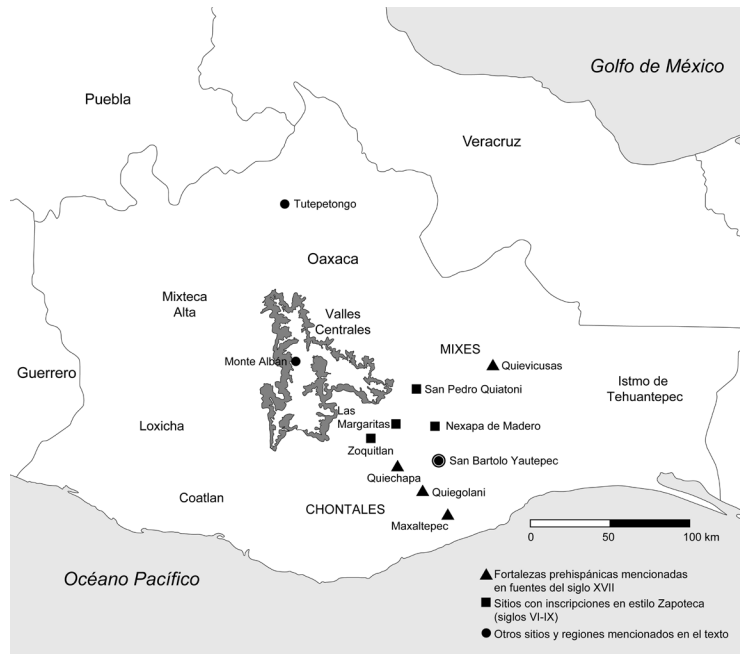 Golfo de México
Puebla
Veracruz
Tutepetongo
Oaxaca
Mixteca
Alta
Valles
Centrales
MIXES
Monte Albán
Quievicusas
Guerrero
San Pedro Quiatoni
Istmo de
Tehuantepec
Las
Margaritas
Loxicha
Nexapa de Madero
Zoquitlan
San Bartolo Yautepec
Quiechapa
Quiegolani
Coatlan
CHONTALES
Maxaltepec
0
50
100 km
Océano Pacífico
Fortalezas prehispánicas mencionadas
en fuentes del siglo XVII
Sitios con inscripciones en estilo Zapoteca
(siglos VI-IX)
Otros sitios y regiones mencionados en el texto